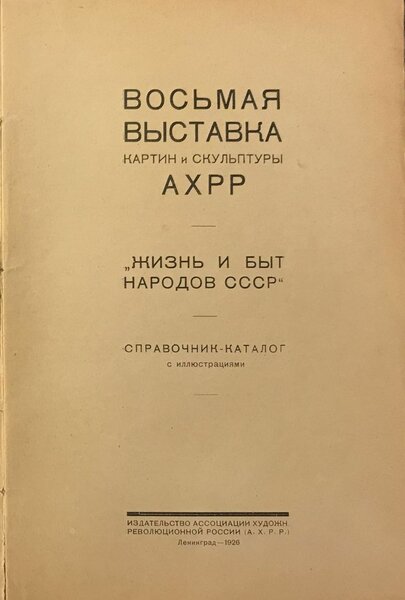 ВОСЬМАЯ
ВЫСТАВКА
КАРТИН и СКУЛЬПТУРЫ
АХРР
„ЖИЗНЬ И БЫТ
НАРОДОВ СССР“
СПРАВОЧНИК-КАТАЛОГ
с иллюстрациями
ИЗДАТЕЛЬСТВО АССОЦИАЦИИ ХУДОЖН.
РЕВОЛЮЦИОННОЙ РОССИИ (А. Х. Р. Р.)
Ленинград—1926